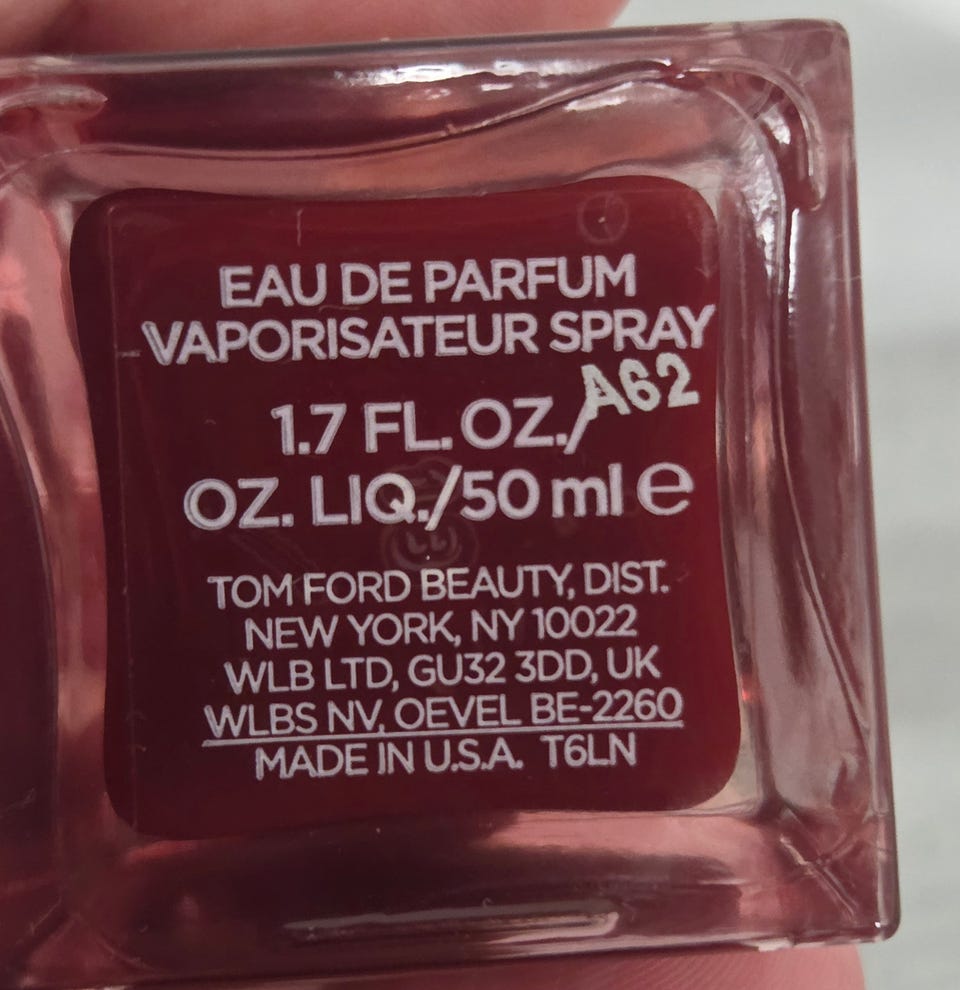 EAU DE PARFUM
VAPORISATEUR SPRAY
A62
1.7 FL. OZ./
OZ. LIQ./50 ml e
TOM FORD BEAUTY, DIST.
NEW YORK, NY 10022
WLB LTD, GU32 3DD, UK
WLBS NV, OEVEL BE-2260
MADE IN U.S.A. T6LN